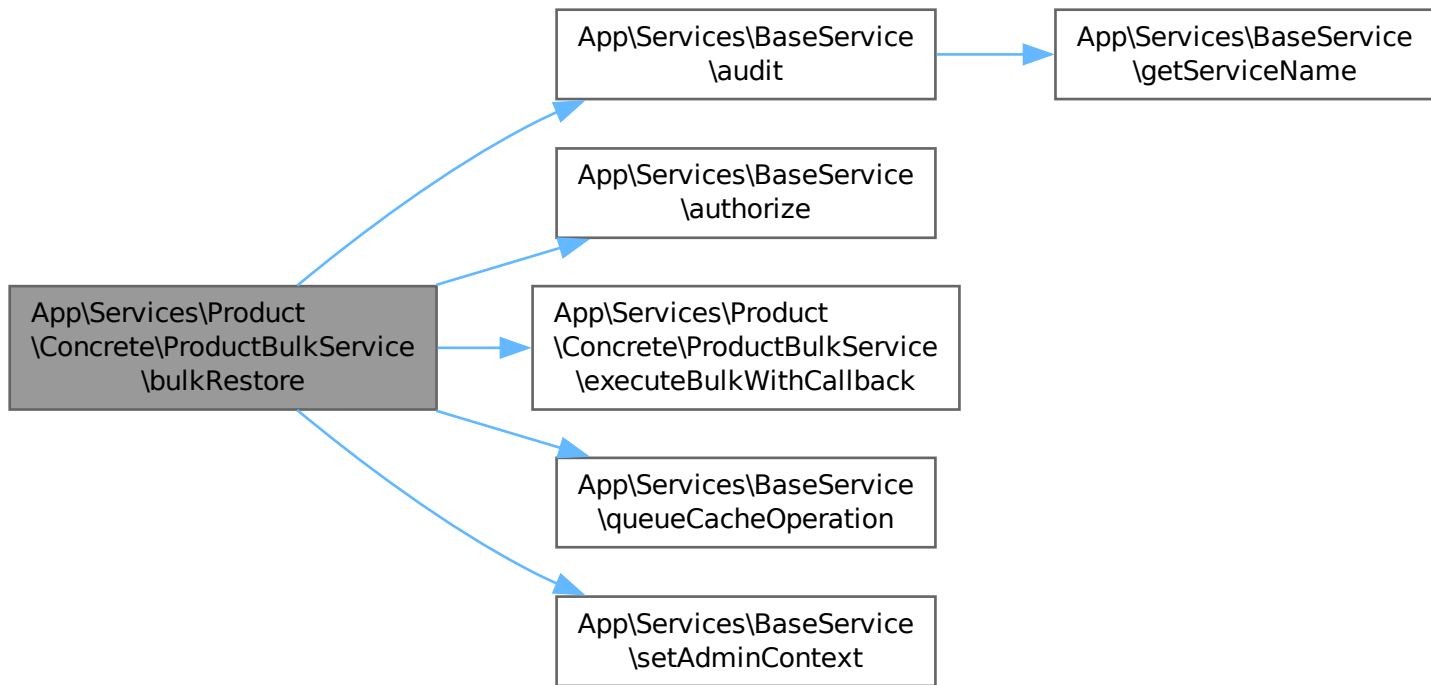 App\Services\BaseService
\audit
App\Services\BaseService
\getServiceName
App\Services\BaseService
\authorize
App\Services\Product
\Concrete\ProductBulkService
\bulkRestore
App\Services\Product
\Concrete\ProductBulkService
\executeBulkWithCallback
App\Services\BaseService
\queueCacheOperation
App\Services\BaseService
\setAdminContext